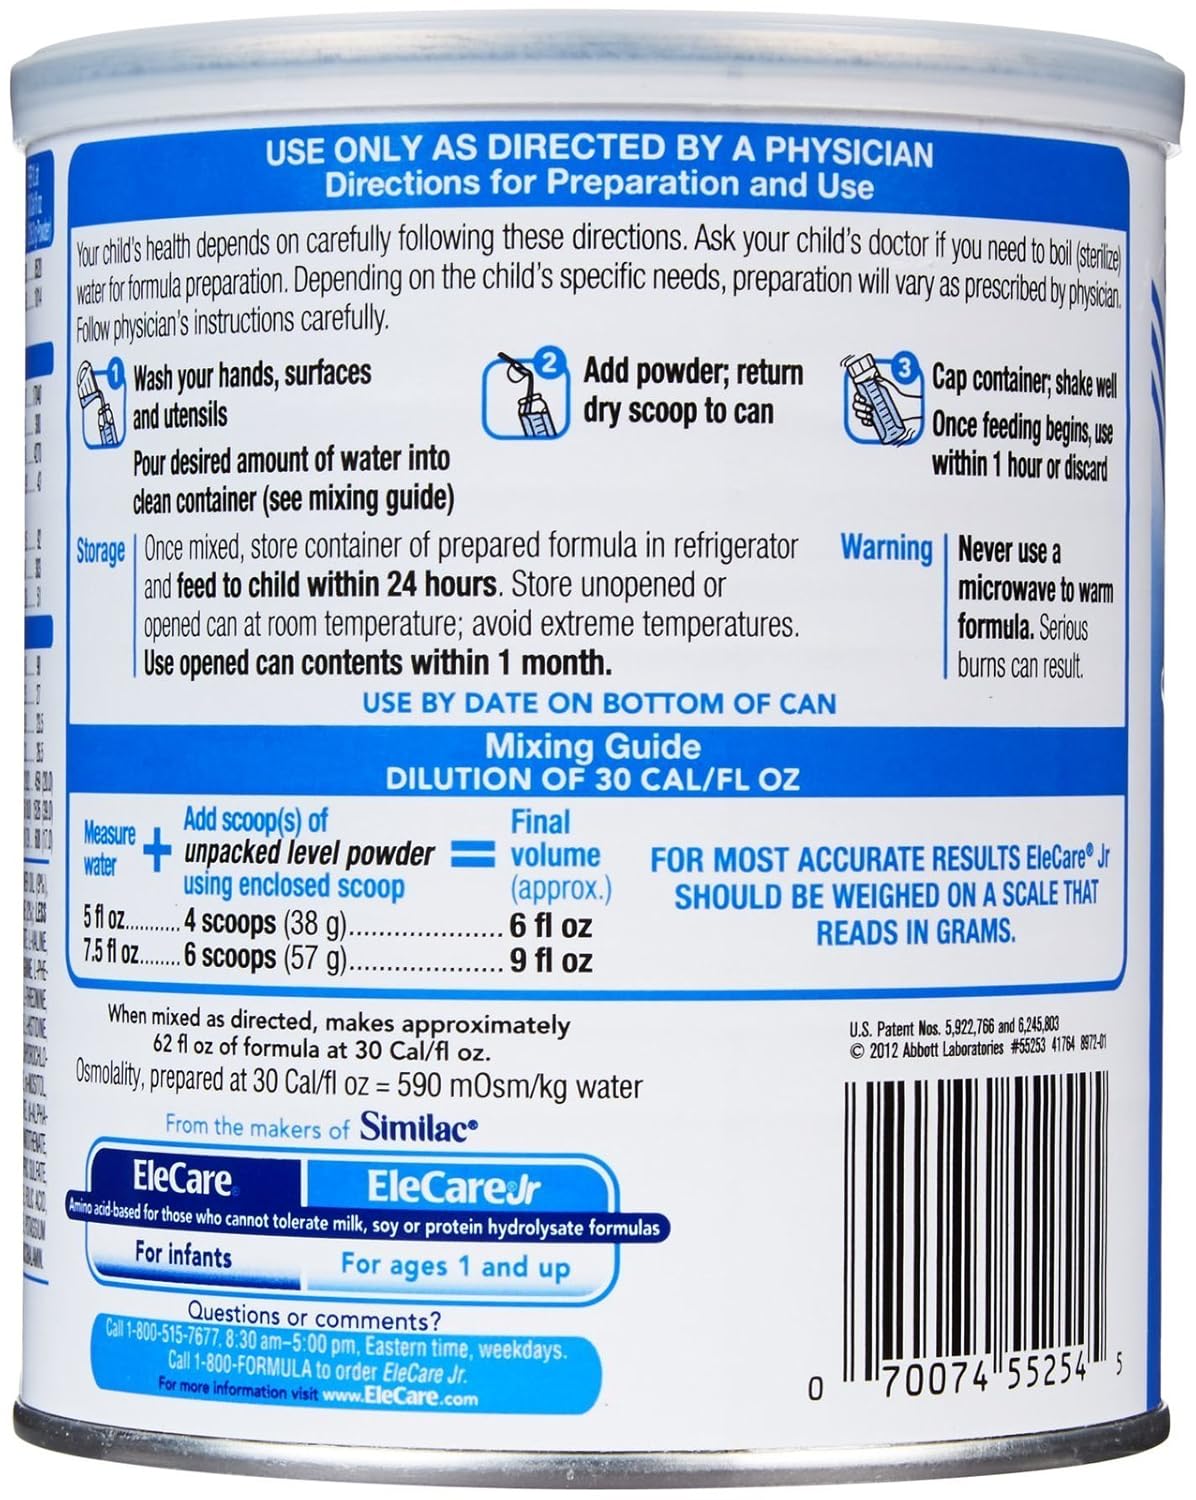 USE ONLY AS DIRECTED BY A PHYSICIAN
Directions for Preparation and Use
Your child's health depends on carefully following these directions. Ask your child's doctor if you need to boil (sterilize)
water for formula preparation. Depending on the child's specific needs, preparation will vary as prescribed by physician.
Follow physician's instructions carefully.
1
Wash your hands, surfaces
and utensils
Pour desired amount of water into
clean container (see mixing guide)
2
Add powder; return
dry scoop to can
3
Cap container; shake well
Once feeding begins, use
within 1 hour or discard
Storage
Once mixed, store container of prepared formula in refrigerator
and feed to child within 24 hours. Store unopened or
opened can at room temperature; avoid extreme temperatures.
Use opened can contents within 1 month.
Warning
Never use a
microwave to warm
formula. Serious
burns can result.
USE BY DATE ON BOTTOM OF CAN
Mixing Guide
DILUTION OF 30 CAL/FL OZ
Measure
water
+
Add scoop(s) of
unpacked level powder
using enclosed scoop
=
Final
volume
(approx.)
5 fl oz........... 4 scoops (38 g)..................... 6 fl oz
7.5 fl oz........ 6 scoops (57 g)..................... 9 fl oz
FOR MOST ACCURATE RESULTS EleCare® Jr
SHOULD BE WEIGHED ON A SCALE THAT
READS IN GRAMS.
When mixed as directed, makes approximately
62 fl oz of formula at 30 Cal/fl oz.
Osmolality, prepared at 30 Cal/fl oz = 590 mOsm/kg water
U.S. Patent Nos. 5,922,766 and 6,245,803
© 2012 Abbott Laboratories #55253 41764 8972-01
From the makers of Similac®
EleCare®
EleCare® Jr
Amino acid-based for those who cannot tolerate milk, soy or protein hydrolysate formulas
For infants
For ages 1 and up
Questions or comments?
Call 1-800-515-7677, 8:30 am–5:00 pm, Eastern time, weekdays.
Call 1-800-FORMULA to order EleCare Jr.
For more information visit www.EleCare.com
0 70074 55254 5